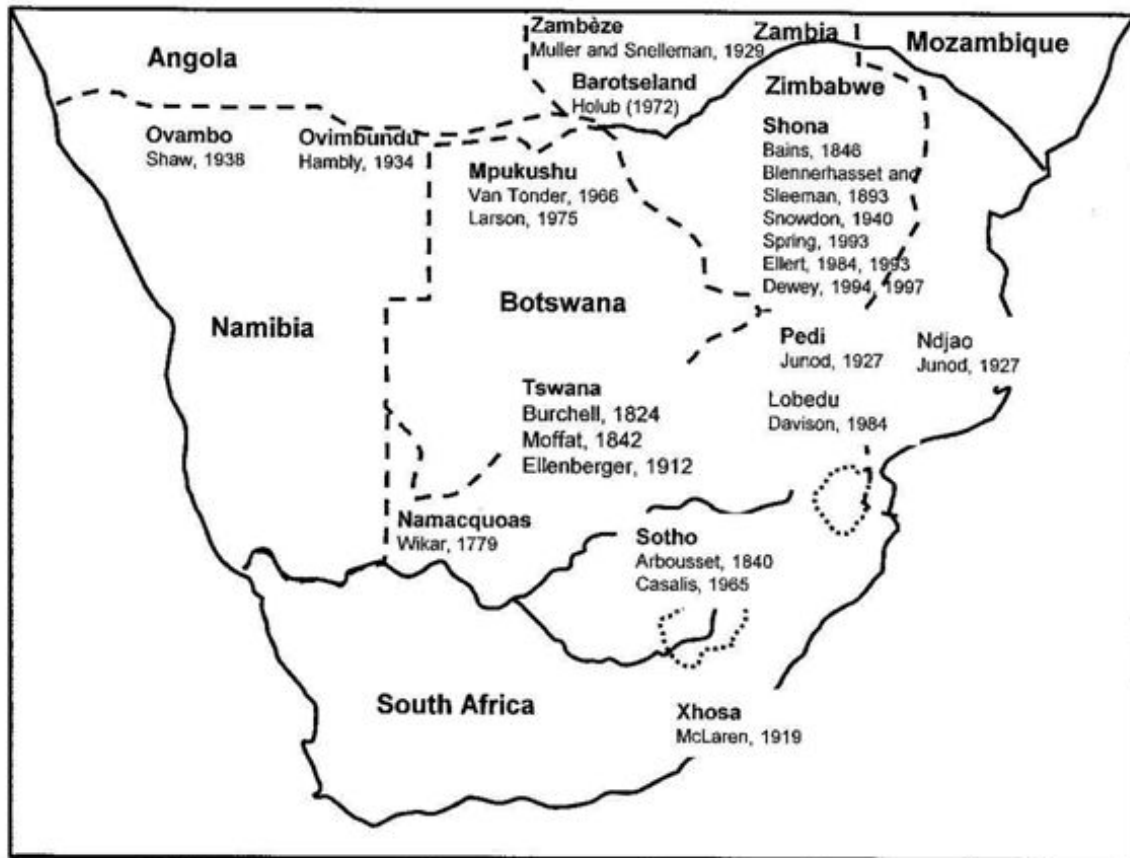 Zambèze
Muller and Snelleman, 1929
Zambia
Mozambique
Angola
Barotseland
Holub (1972)
Zimbabwe
Ovambo
Shaw, 1938
Ovimbundu
Hambly, 1934
Mpukushu
Van Tonder, 1966
Larson, 1975
Shona
Bains, 1846
Blennerhasset and
Sleeman, 1893
Snowdon, 1940
Spring, 1993
Ellert, 1984, 1993
Dewey, 1994, 1997
Namibia
Botswana
Pedi
Junod, 1927
Ndjao
Junod, 1927
Tswana
Burchell, 1824
Moffat, 1842
Ellenberger, 1912
Lobedu
Davison, 1984
Namacquoas
Wikar, 1779
Sotho
Arbousset, 1840
Casalis, 1965
South Africa
Xhosa
McLaren, 1919